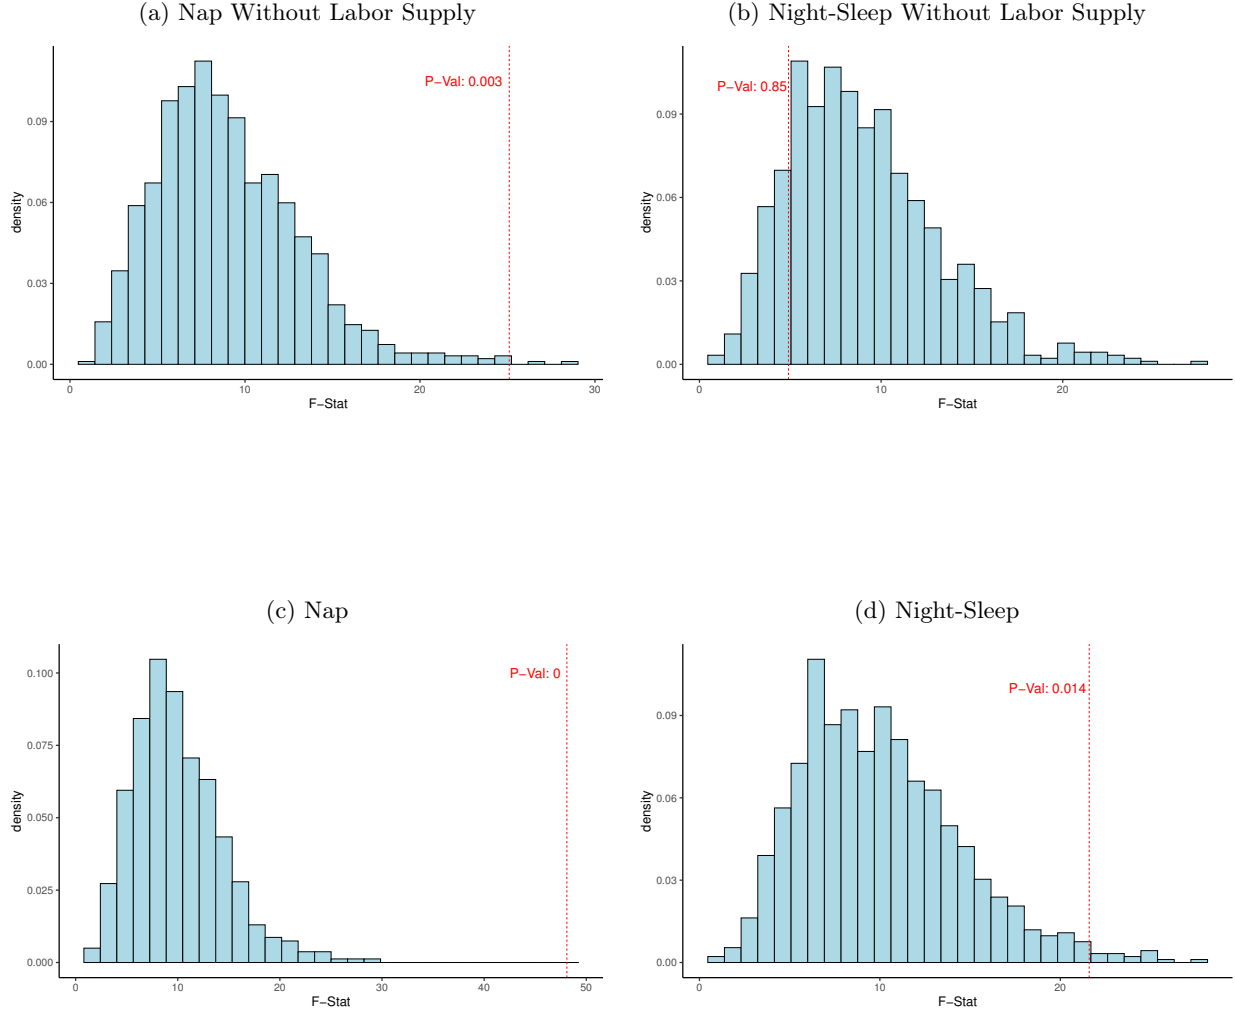 (a) Nap Without Labor Supply
P−Val: 0.003
0.09
0.06
0.03
0.00
density
0
10
20
30
F−Stat
(b) Night-Sleep Without Labor Supply
P−Val: 0.85
0.09
0.06
0.03
0.00
density
0
10
20
F−Stat
(c) Nap
P−Val: 0
0.100
0.075
0.050
0.025
0.000
density
0
10
20
30
40
50
F−Stat
(d) Night-Sleep
P−Val: 0.014
0.09
0.06
0.03
0.00
density
0
10
20
F−Stat